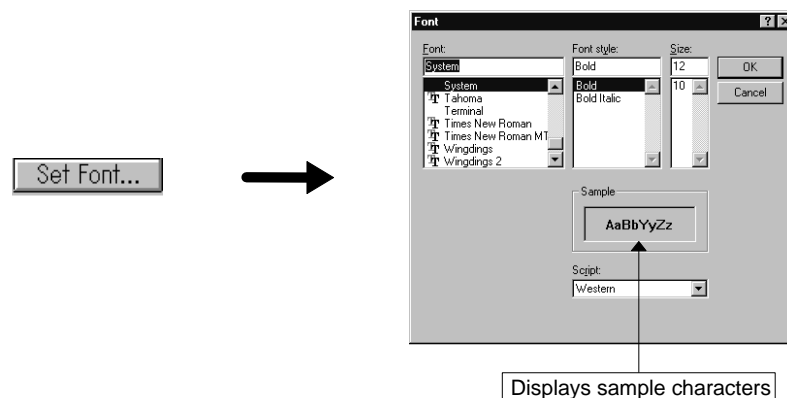 Font
Font: Font style: Size:
System Bold 12 OK
System Bold 10 Cancel
Tahoma Bold Italic
Terminal
Times New Roman
Times New Roman MT
Wingdings
Wingdings 2
Set Font...
Sample
AaBbYyZz
Script:
Western
Displays sample characters